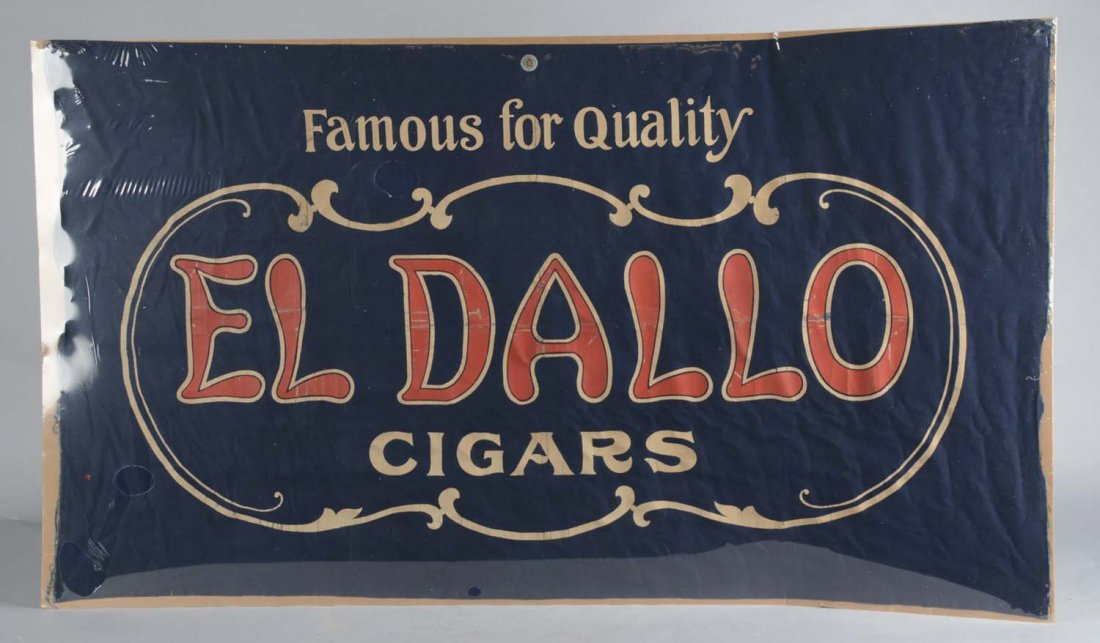 Famous for Quality
EL DALLO
CIGARS